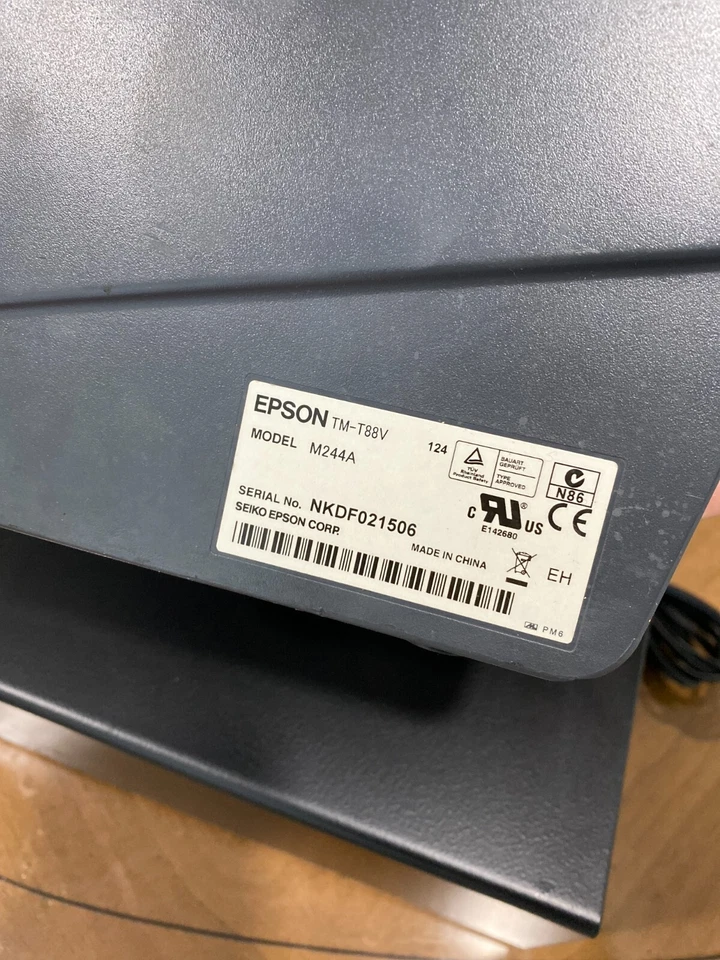 EPSON TM-T88V
MODEL M244A
124
TÜV
Rheinland
Product Safety
BAUART
GEPRÜFT
TYPE
APPROVED
N86
SERIAL No. NKDF021506
SEIKO EPSON CORP.
C RU ® US
E142680
CE
MADE IN CHINA
EH
PM6